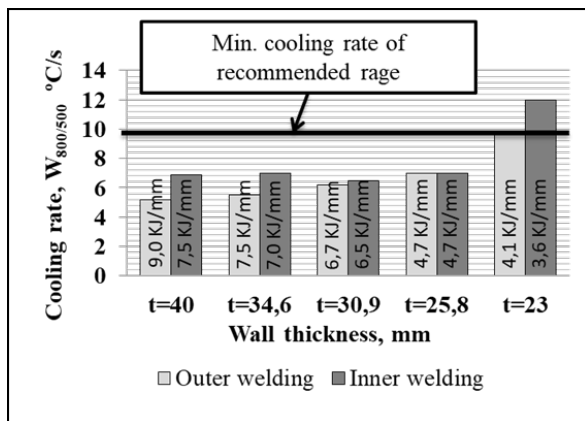 Min. cooling rate of
recommended rage
Cooling rate, W800/500 °C/s
14
12
10
8
6
4
2
0
9,0 KJ/mm
7,5 KJ/mm
7,5 KJ/mm
7,0 KJ/mm
6,7 KJ/mm
6,5 KJ/mm
4,7 KJ/mm
4,7 KJ/mm
4,1 KJ/mm
3,6 KJ/mm
t=40 t=34,6 t=30,9 t=25,8 t=23
Wall thickness, mm
Outer welding Inner welding